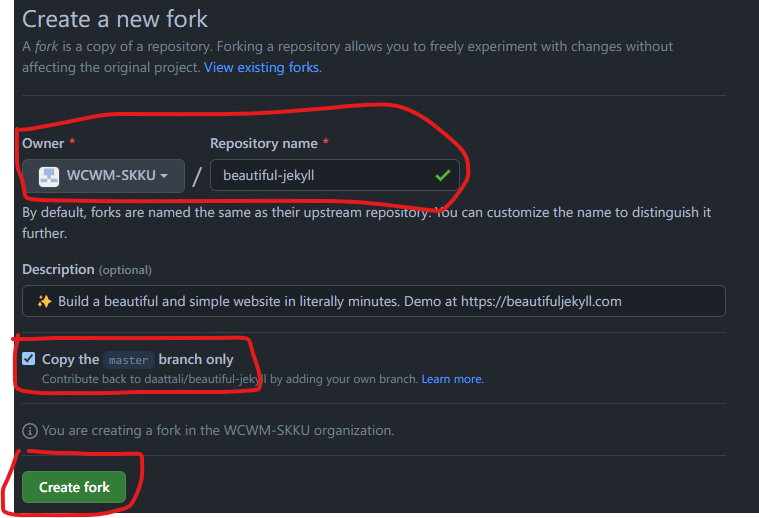 Create a new fork
A fork is a copy of a repository. Forking a repository allows you to freely experiment with changes without
affecting the original project. View existing forks.
Owner * Repository name *
WCWM-SKKU / beautiful-jekyll
By default, forks are named the same as their upstream repository. You can customize the name to distinguish it
further.
Description (optional)
✨ Build a beautiful and simple website in literally minutes. Demo at https://beautifuljekyll.com
Copy the master branch only
Contribute back to daattali/beautiful-jekyll by adding your own branch. Learn more.
You are creating a fork in the WCWM-SKKU organization.
Create fork